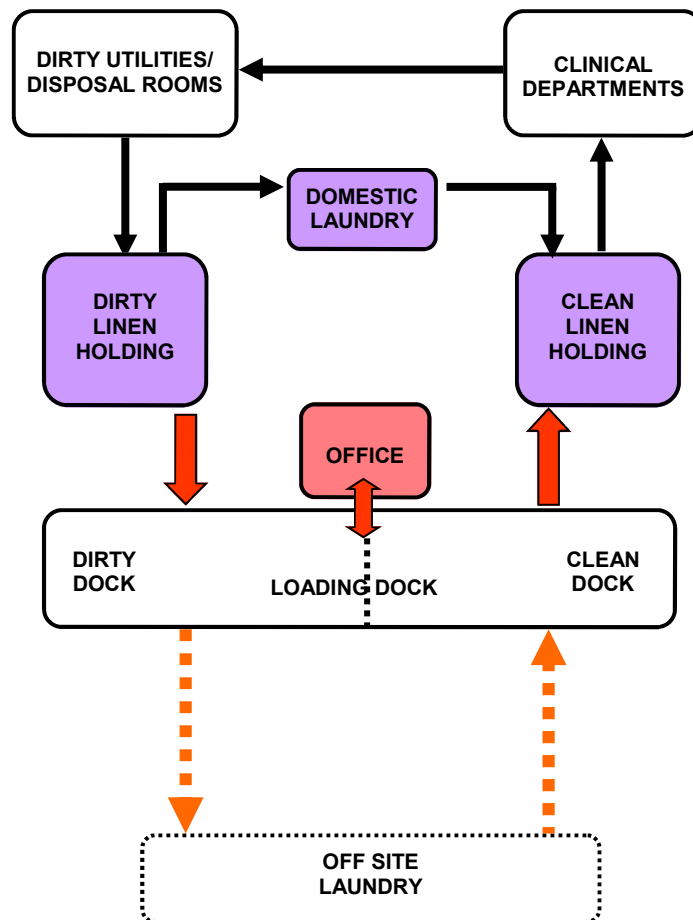 DIRTY UTILITIES/
DISPOSAL ROOMS
CLINICAL
DEPARTMENTS
DOMESTIC
LAUNDRY
DIRTY
LINEN
HOLDING
CLEAN
LINEN
HOLDING
OFFICE
DIRTY
DOCK
LOADING DOCK
CLEAN
DOCK
OFF SITE
LAUNDRY